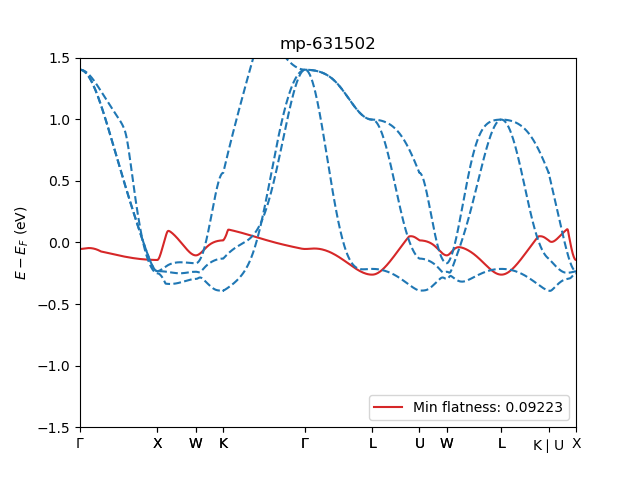 mp-631502
1.5
1.0
0.5
0.0
−0.5
−1.0
−1.5
E − E_F (eV)
Min flatness: 0.09223
Γ X W K Γ L U W L K | U X